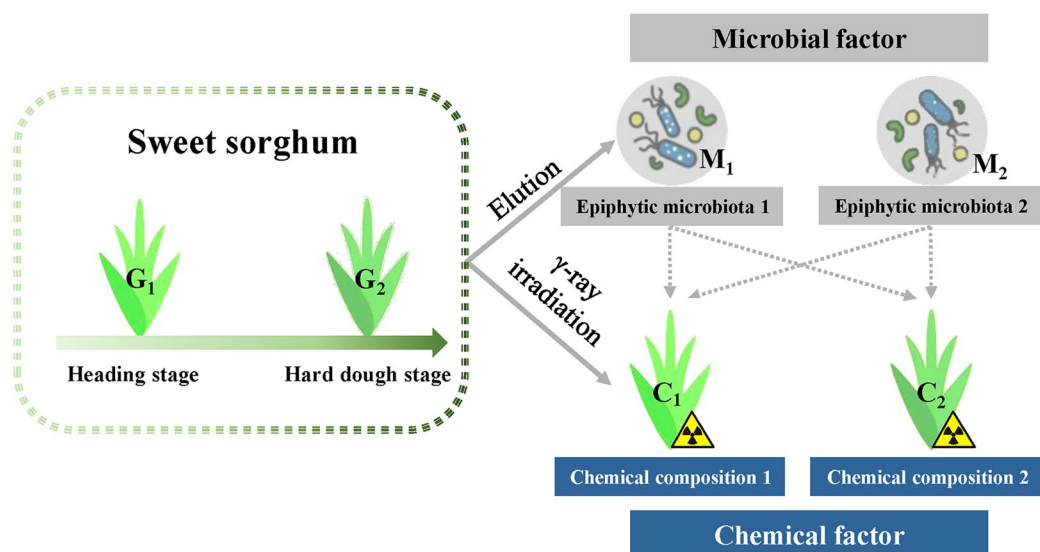 Microbial factor
Sweet sorghum
M₁
M₂
Elution
Epiphytic microbiota 1
Epiphytic microbiota 2
G₁
G₂
γ-ray
irradiation
Heading stage
Hard dough stage
C₁
C₂
Chemical composition 1
Chemical composition 2
Chemical factor